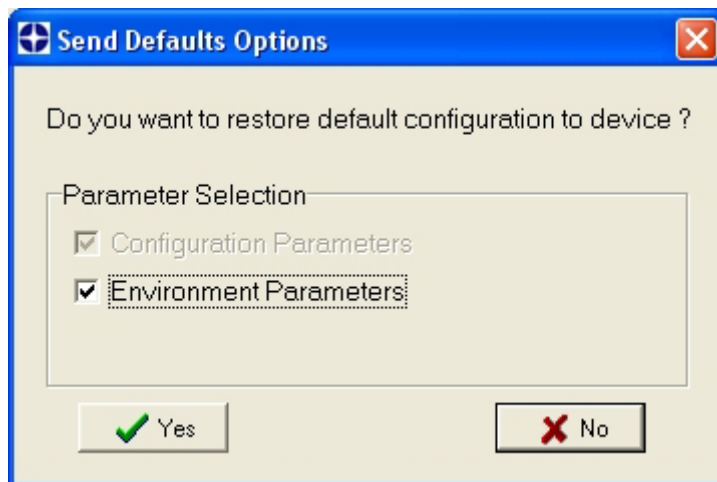 Send Defaults Options
Do you want to restore default configuration to device ?
Parameter Selection
Configuration Parameters
Environment Parameters
Yes
No